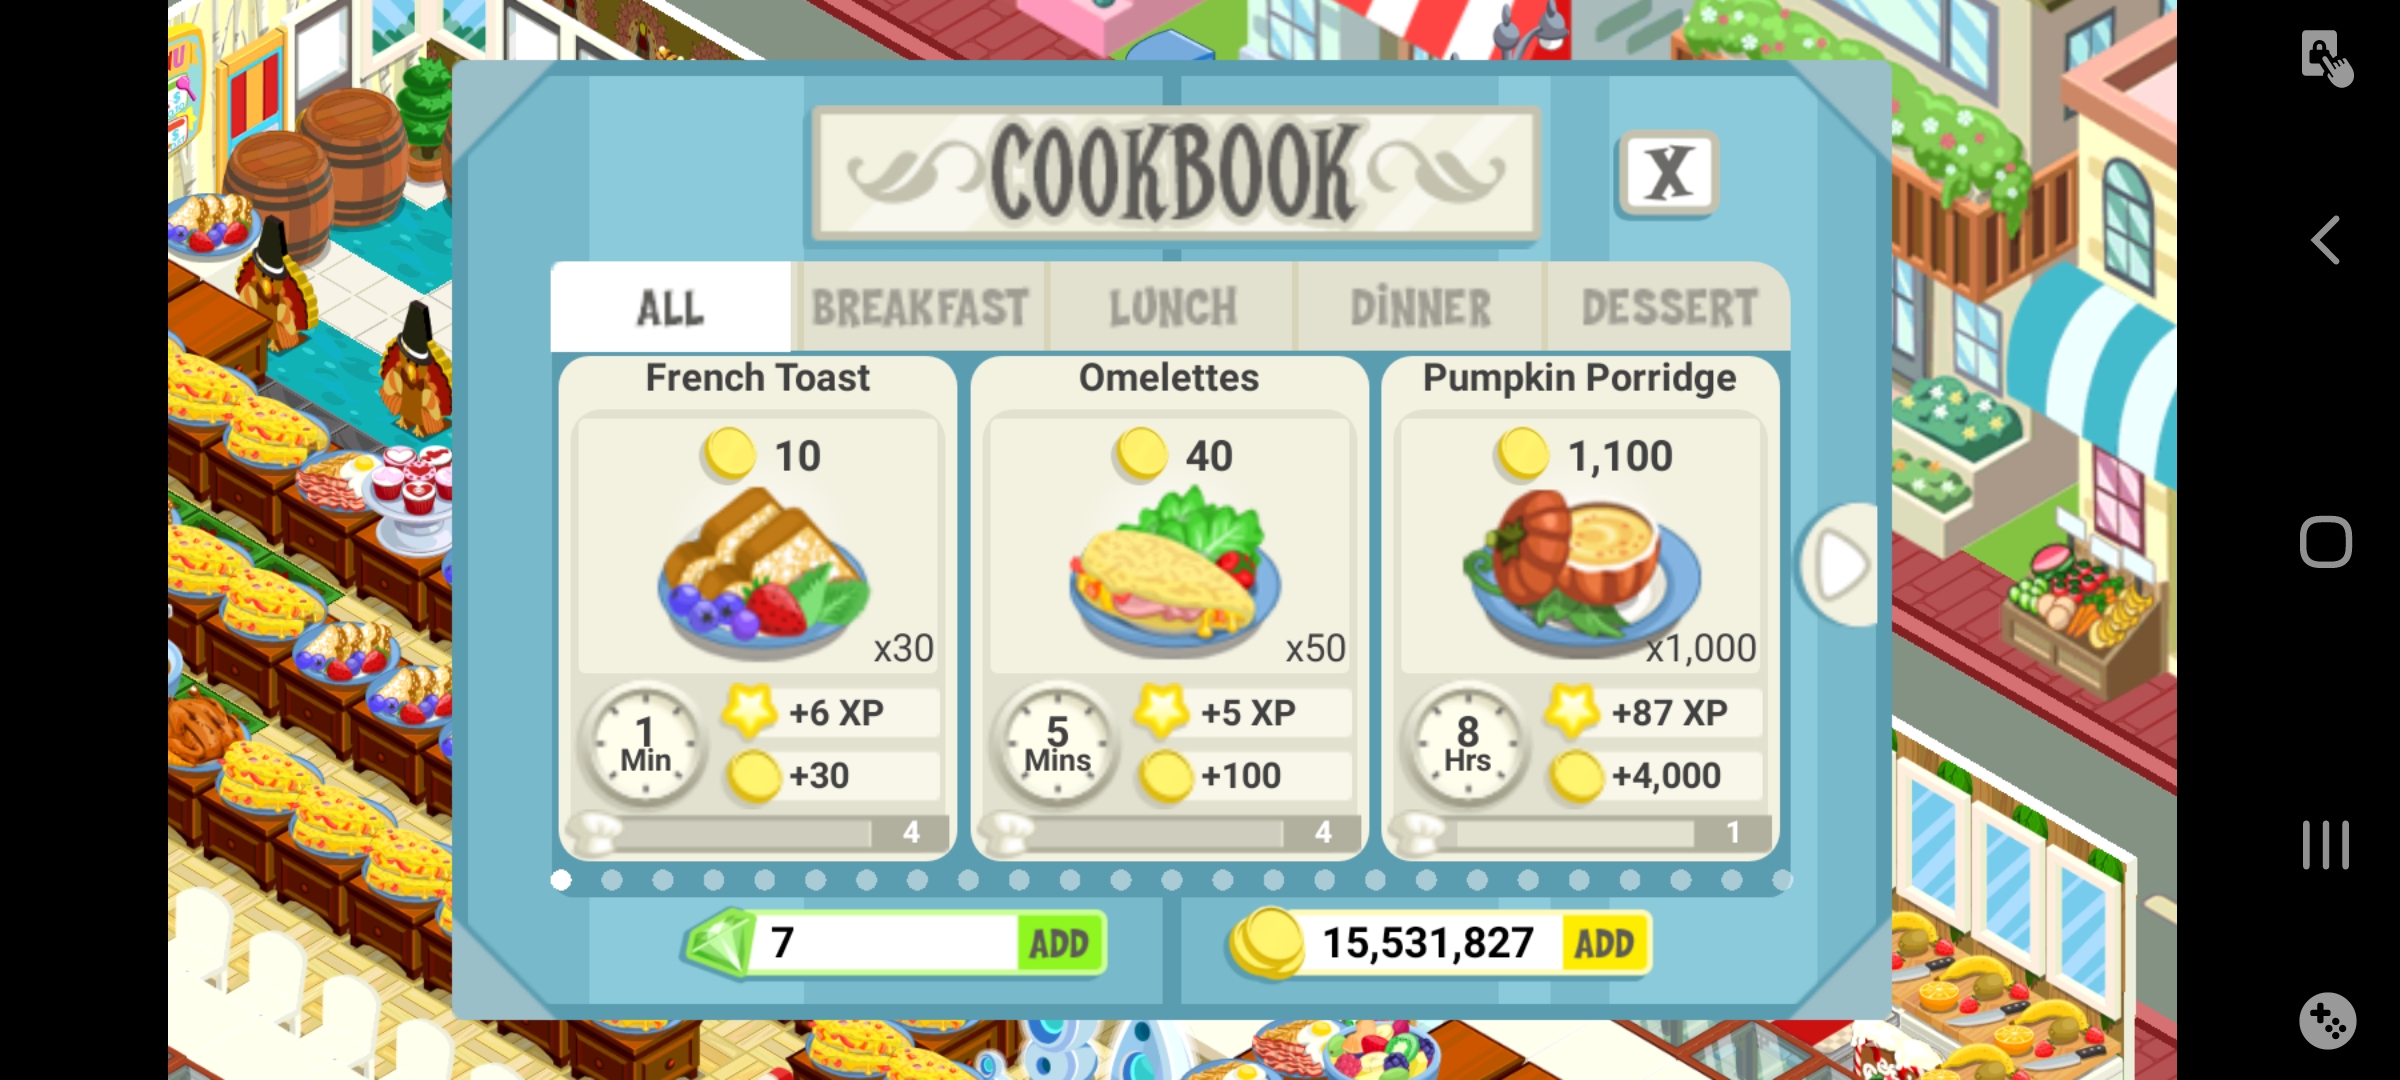 COOKBOOK
X
ALL
BREAKFAST
LUNCH
DINNER
DESSERT
French Toast
10
x30
1
Min
+6 XP
+30
4
Omelettes
40
x50
5
Mins
+5 XP
+100
4
Pumpkin Porridge
1,100
x1,000
8
Hrs
+87 XP
+4,000
1
7
ADD
15,531,827
ADD